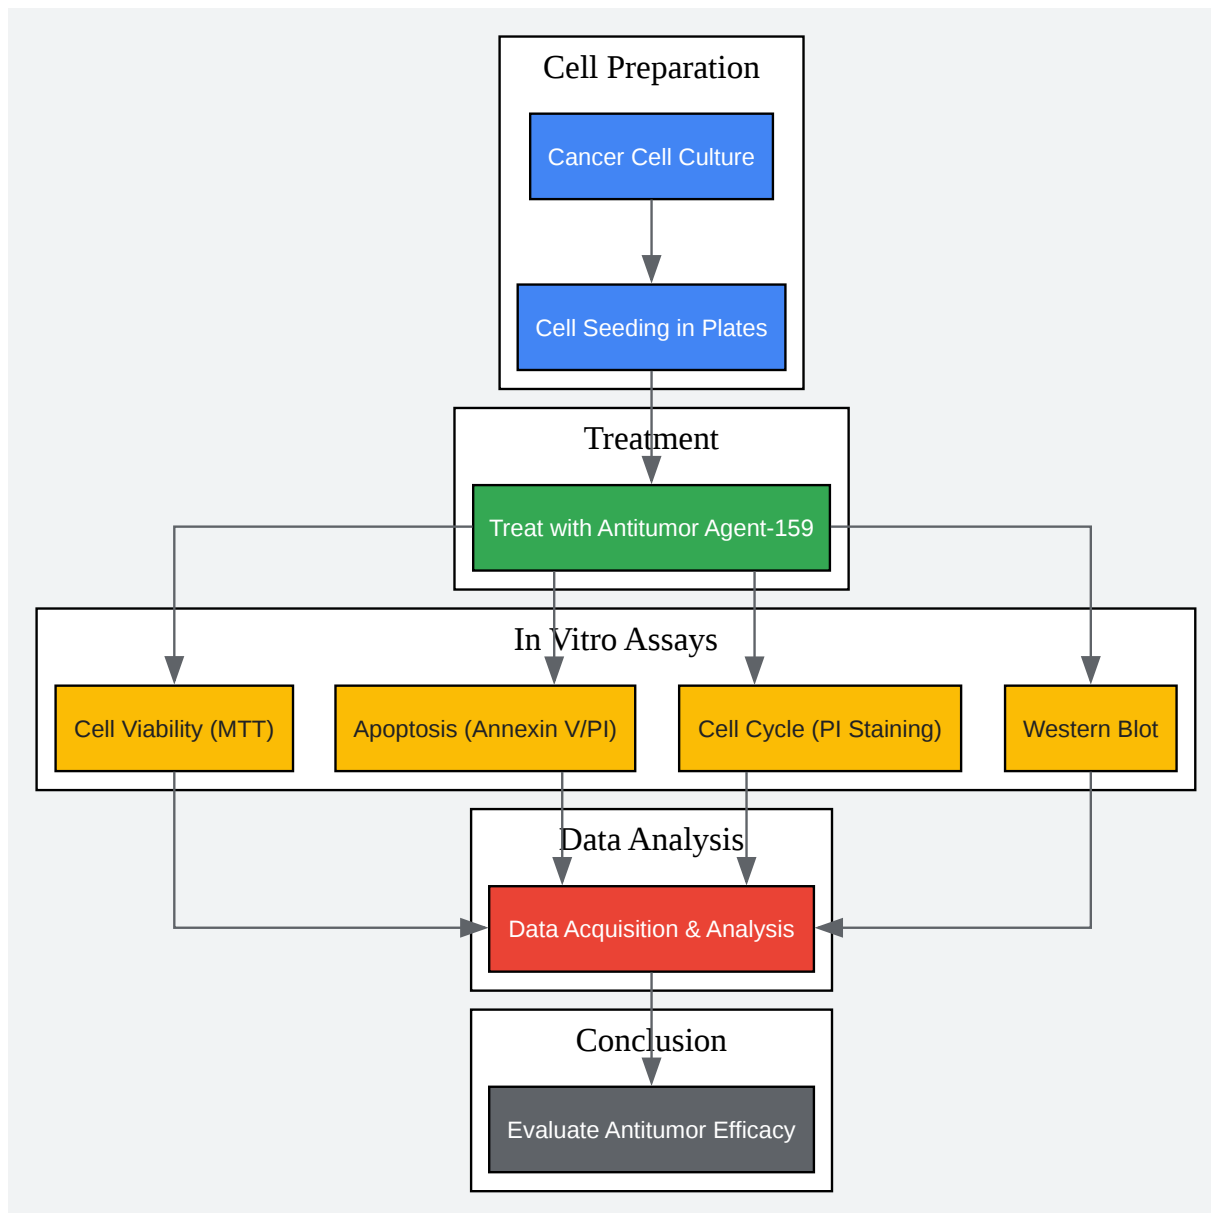 Cell Preparation
Cancer Cell Culture
Cell Seeding in Plates
Treatment
Treat with Antitumor Agent-159
In Vitro Assays
Cell Viability (MTT)
Apoptosis (Annexin V/PI)
Cell Cycle (PI Staining)
Western Blot
Data Analysis
Data Acquisition & Analysis
Conclusion
Evaluate Antitumor Efficacy